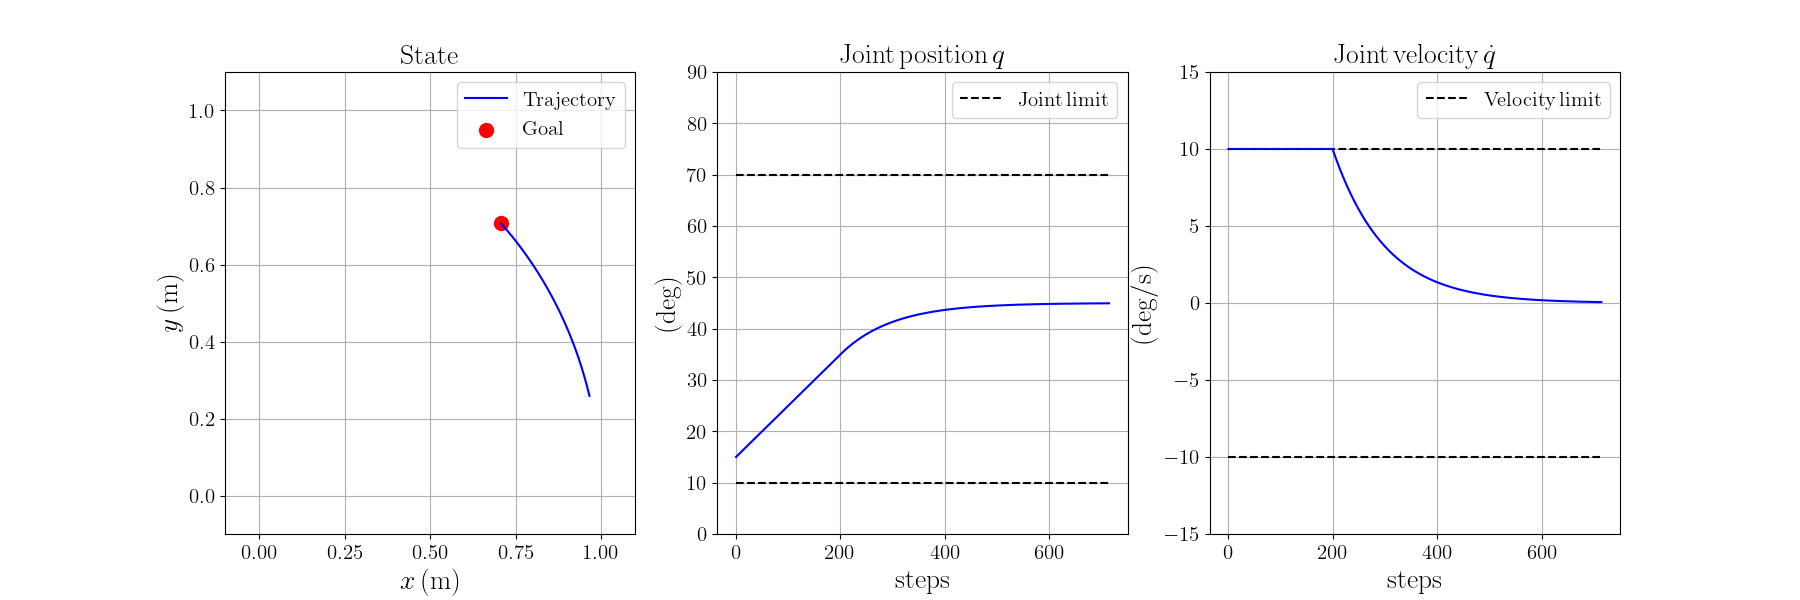 State
Trajectory
Goal
1.0
0.8
0.6
0.4
0.2
0.0
y (m)
0.00 0.25 0.50 0.75 1.00
x (m)
Joint position q
Joint limit
90
80
70
60
50
40
30
20
10
0
(deg)
0 200 400 600
steps
Joint velocity q̇
Velocity limit
15
10
5
0
−5
−10
−15
(deg/s)
0 200 400 600
steps